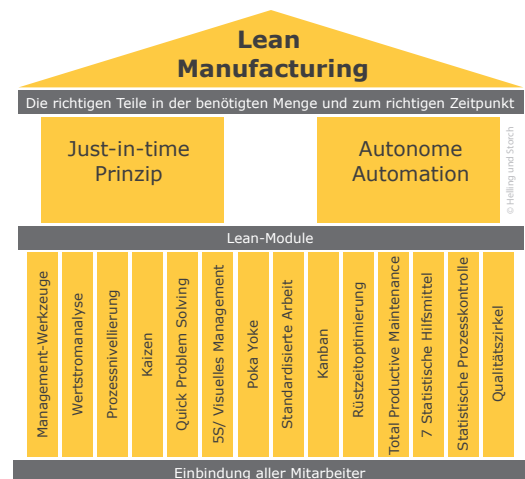 Lean
Manufacturing
Die richtigen Teile in der benötigten Menge und zum richtigen Zeitpunkt
Just-in-time
Prinzip
Autonome
Automation
© Helling und Storch
Lean-Module
Management-Werkzeuge
Wertstromanalyse
Prozessnivellierung
Kaizen
Quick Problem Solving
5S/ Visuelles Management
Poka Yoke
Standardisierte Arbeit
Kanban
Rüstzeitoptimierung
Total Productive Maintenance
7 Statistische Hilfsmittel
Statistische Prozesskontrolle
Qualitätszirkel
Einbindung aller Mitarbeiter